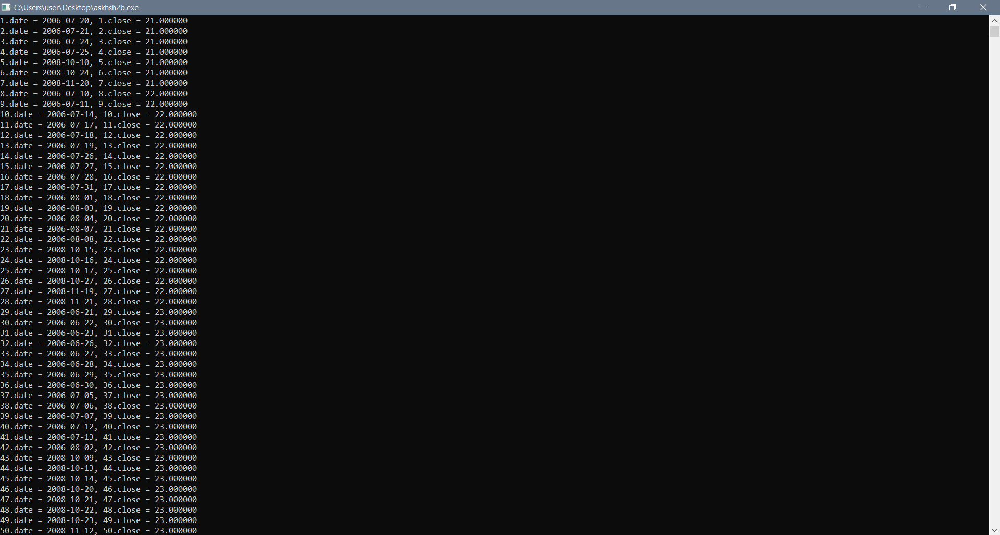 C:\Users\user\Desktop\askhsh2b.exe
1.date = 2006-07-20, 1.close = 21.000000
2.date = 2006-07-21, 2.close = 21.000000
3.date = 2006-07-24, 3.close = 21.000000
4.date = 2006-07-25, 4.close = 21.000000
5.date = 2008-10-10, 5.close = 21.000000
6.date = 2008-10-24, 6.close = 21.000000
7.date = 2008-11-20, 7.close = 21.000000
8.date = 2006-07-10, 8.close = 22.000000
9.date = 2006-07-11, 9.close = 22.000000
10.date = 2006-07-14, 10.close = 22.000000
11.date = 2006-07-17, 11.close = 22.000000
12.date = 2006-07-18, 12.close = 22.000000
13.date = 2006-07-19, 13.close = 22.000000
14.date = 2006-07-26, 14.close = 22.000000
15.date = 2006-07-27, 15.close = 22.000000
16.date = 2006-07-28, 16.close = 22.000000
17.date = 2006-07-31, 17.close = 22.000000
18.date = 2006-08-01, 18.close = 22.000000
19.date = 2006-08-03, 19.close = 22.000000
20.date = 2006-08-04, 20.close = 22.000000
21.date = 2006-08-07, 21.close = 22.000000
22.date = 2006-08-08, 22.close = 22.000000
23.date = 2008-10-15, 23.close = 22.000000
24.date = 2008-10-16, 24.close = 22.000000
25.date = 2008-10-17, 25.close = 22.000000
26.date = 2008-10-27, 26.close = 22.000000
27.date = 2008-11-19, 27.close = 22.000000
28.date = 2008-11-21, 28.close = 22.000000
29.date = 2006-06-21, 29.close = 23.000000
30.date = 2006-06-22, 30.close = 23.000000
31.date = 2006-06-23, 31.close = 23.000000
32.date = 2006-06-26, 32.close = 23.000000
33.date = 2006-06-27, 33.close = 23.000000
34.date = 2006-06-28, 34.close = 23.000000
35.date = 2006-06-29, 35.close = 23.000000
36.date = 2006-06-30, 36.close = 23.000000
37.date = 2006-07-05, 37.close = 23.000000
38.date = 2006-07-06, 38.close = 23.000000
39.date = 2006-07-07, 39.close = 23.000000
40.date = 2006-07-12, 40.close = 23.000000
41.date = 2006-07-13, 41.close = 23.000000
42.date = 2006-08-02, 42.close = 23.000000
43.date = 2008-10-09, 43.close = 23.000000
44.date = 2008-10-13, 44.close = 23.000000
45.date = 2008-10-14, 45.close = 23.000000
46.date = 2008-10-20, 46.close = 23.000000
47.date = 2008-10-21, 47.close = 23.000000
48.date = 2008-10-22, 48.close = 23.000000
49.date = 2008-10-23, 49.close = 23.000000
50.date = 2008-11-12, 50.close = 23.000000